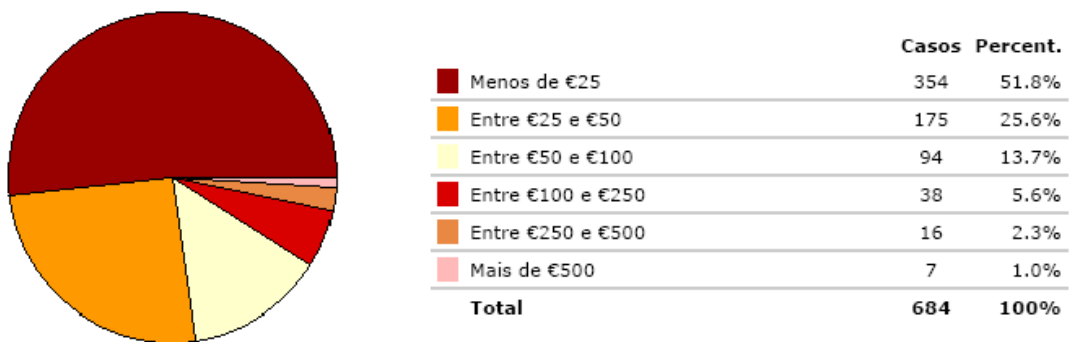 Casos Percent.
Menos de €25 354 51.8%
Entre €25 e €50 175 25.6%
Entre €50 e €100 94 13.7%
Entre €100 e €250 38 5.6%
Entre €250 e €500 16 2.3%
Mais de €500 7 1.0%
Total 684 100%